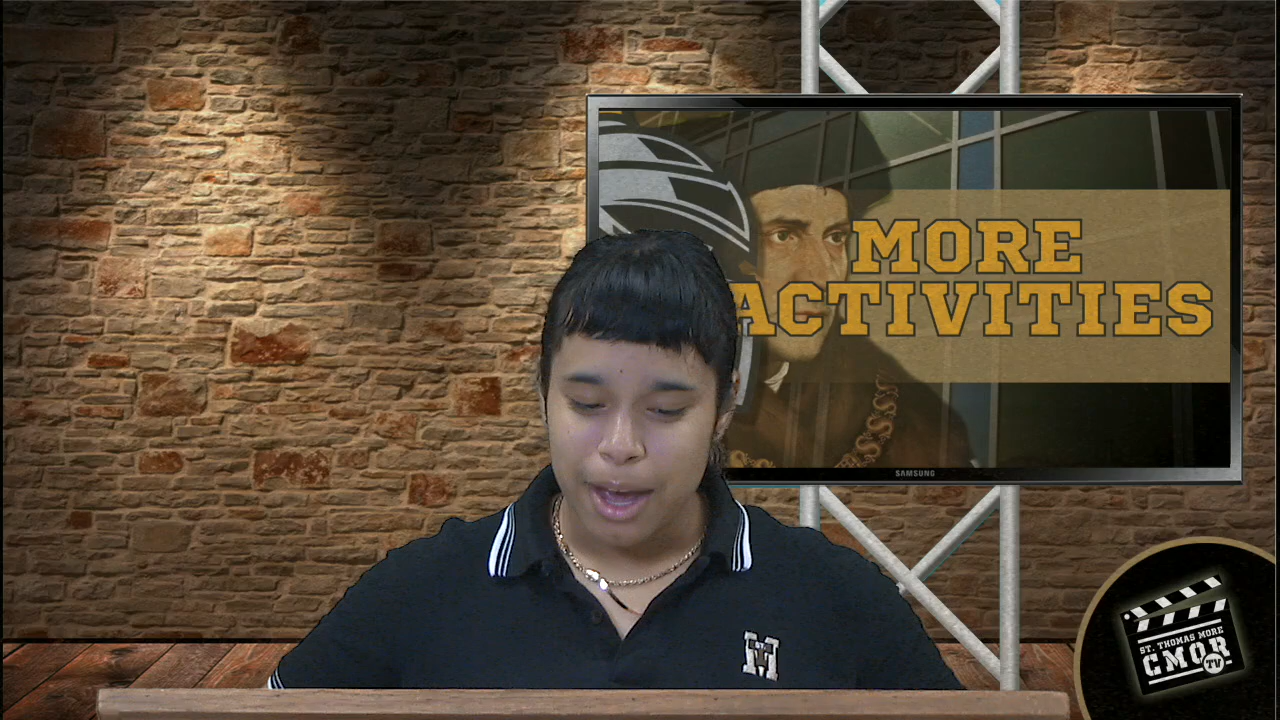 MORE
ACTIVITIES
SAMSUNG
M
ST. THOMAS MORE
CMOR
TV